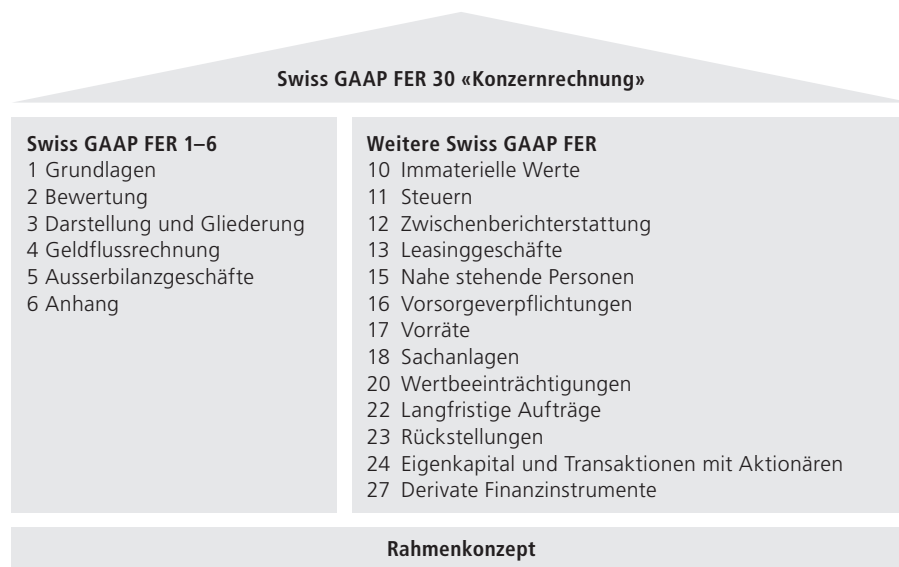 Swiss GAAP FER 30 «Konzernrechnung»
Swiss GAAP FER 1–6
1 Grundlagen
2 Bewertung
3 Darstellung und Gliederung
4 Geldflussrechnung
5 Ausserbilanzgeschäfte
6 Anhang
Weitere Swiss GAAP FER
10 Immaterielle Werte
11 Steuern
12 Zwischenberichterstattung
13 Leasinggeschäfte
15 Nahe stehende Personen
16 Vorsorgeverpflichtungen
17 Vorräte
18 Sachanlagen
20 Wertbeeinträchtigungen
22 Langfristige Aufträge
23 Rückstellungen
24 Eigenkapital und Transaktionen mit Aktionären
27 Derivate Finanzinstrumente
Rahmenkonzept